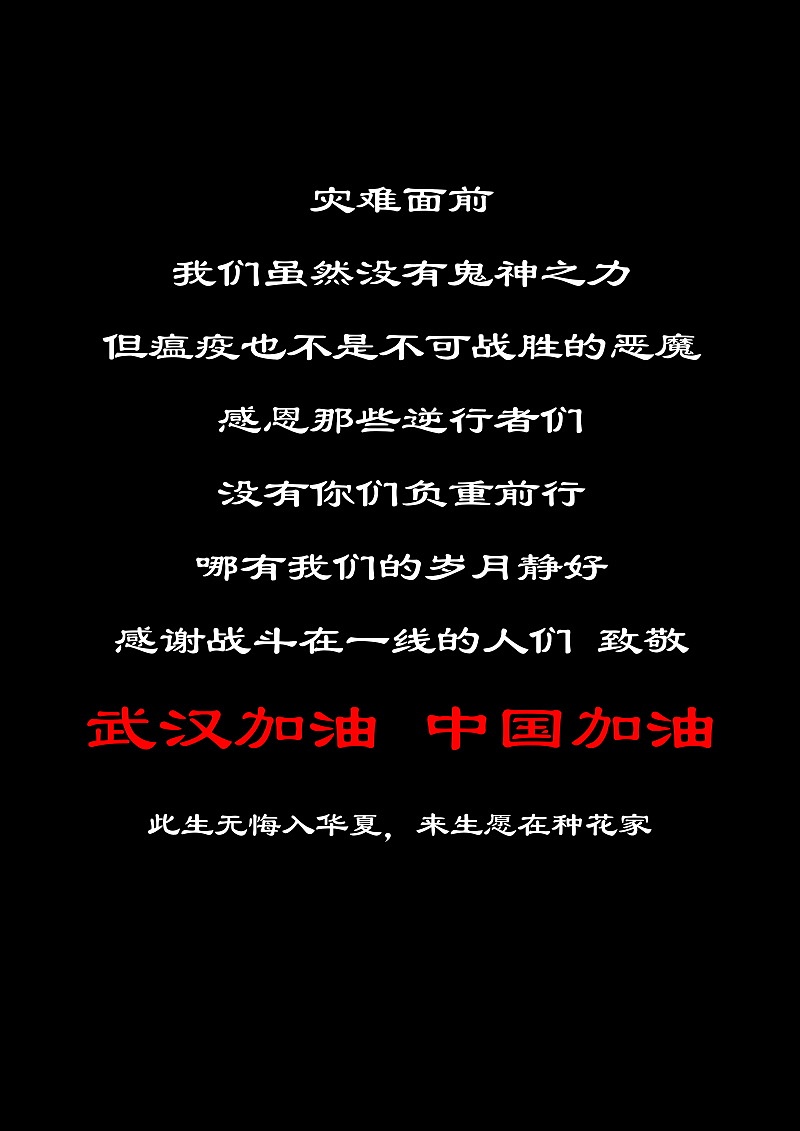 灾难面前
我们虽然没有鬼神之力
但瘟疫也不是不可战胜的恶魔
感恩那些逆行者们
没有你们负重前行
哪有我们的岁月静好
感谢战斗在一线的人们 致敬
武汉加油 中国加油
此生无悔入华夏，来生愿在种花家